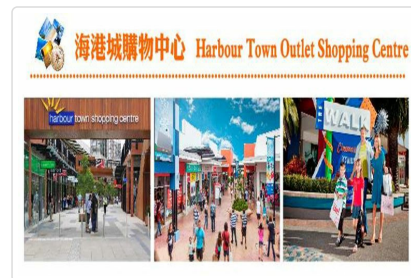 海港城購物中心 Harbour Town Outlet Shopping Centre
harbour town shopping centre
WALK